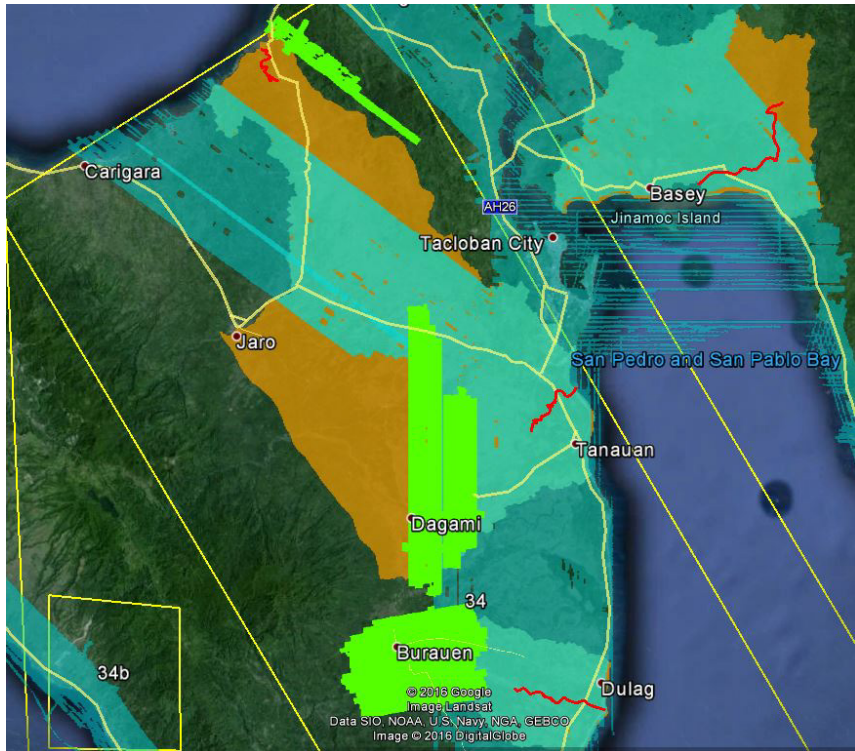 Carigara
Basey
AH26
Jinamoc Island
Tacloban City
Jaro
San Pedro and San Pablo Bay
Tanauan
Dagami
34
Burauen
34b
Dulag
© 2016 Google
Image Landsat
Data SIO, NOAA, U.S. Navy, NGA, GEBCO
Image © 2016 DigitalGlobe